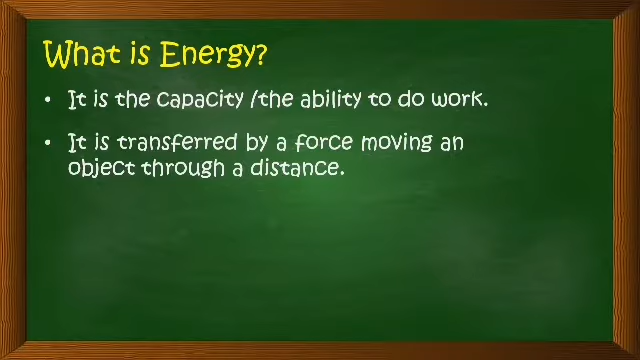 What is Energy?
• It is the capacity /the ability to do work.
• It is transferred by a force moving an
object through a distance.